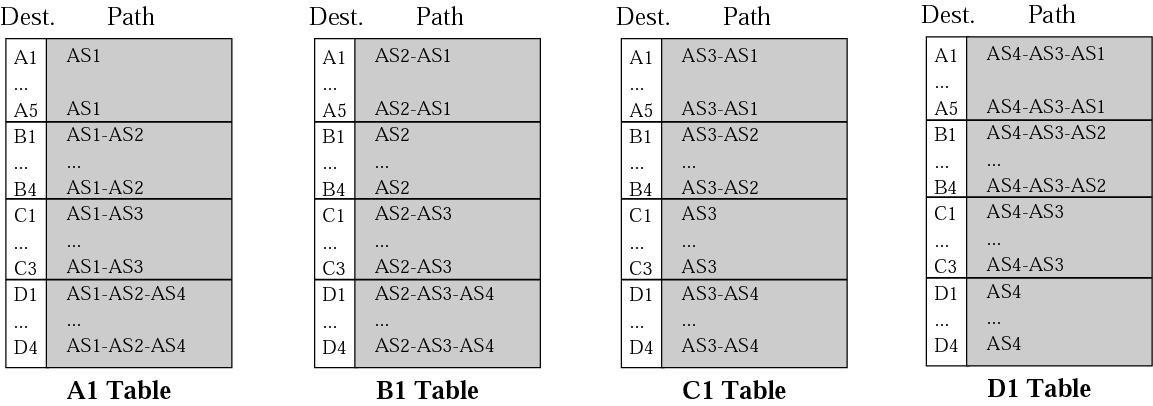 Dest. Path
A1 AS1
...
A5 AS1
B1 AS1-AS2
... ...
B4 AS1-AS2
C1 AS1-AS3
... ...
C3 AS1-AS3
D1 AS1-AS2-AS4
... ...
D4 AS1-AS2-AS4
A1 Table
Dest. Path
A1 AS2-AS1
...
A5 AS2-AS1
B1 AS2
... ...
B4 AS2
C1 AS2-AS3
... ...
C3 AS2-AS3
D1 AS2-AS3-AS4
... ...
D4 AS2-AS3-AS4
B1 Table
Dest. Path
A1 AS3-AS1
...
A5 AS3-AS1
B1 AS3-AS2
... ...
B4 AS3-AS2
C1 AS3
... ...
C3 AS3
D1 AS3-AS4
... ...
D4 AS3-AS4
C1 Table
Dest. Path
A1 AS4-AS3-AS1
...
A5 AS4-AS3-AS1
B1 AS4-AS3-AS2
... ...
B4 AS4-AS3-AS2
C1 AS4-AS3
... ...
C3 AS4-AS3
D1 AS4
... ...
D4 AS4
D1 Table